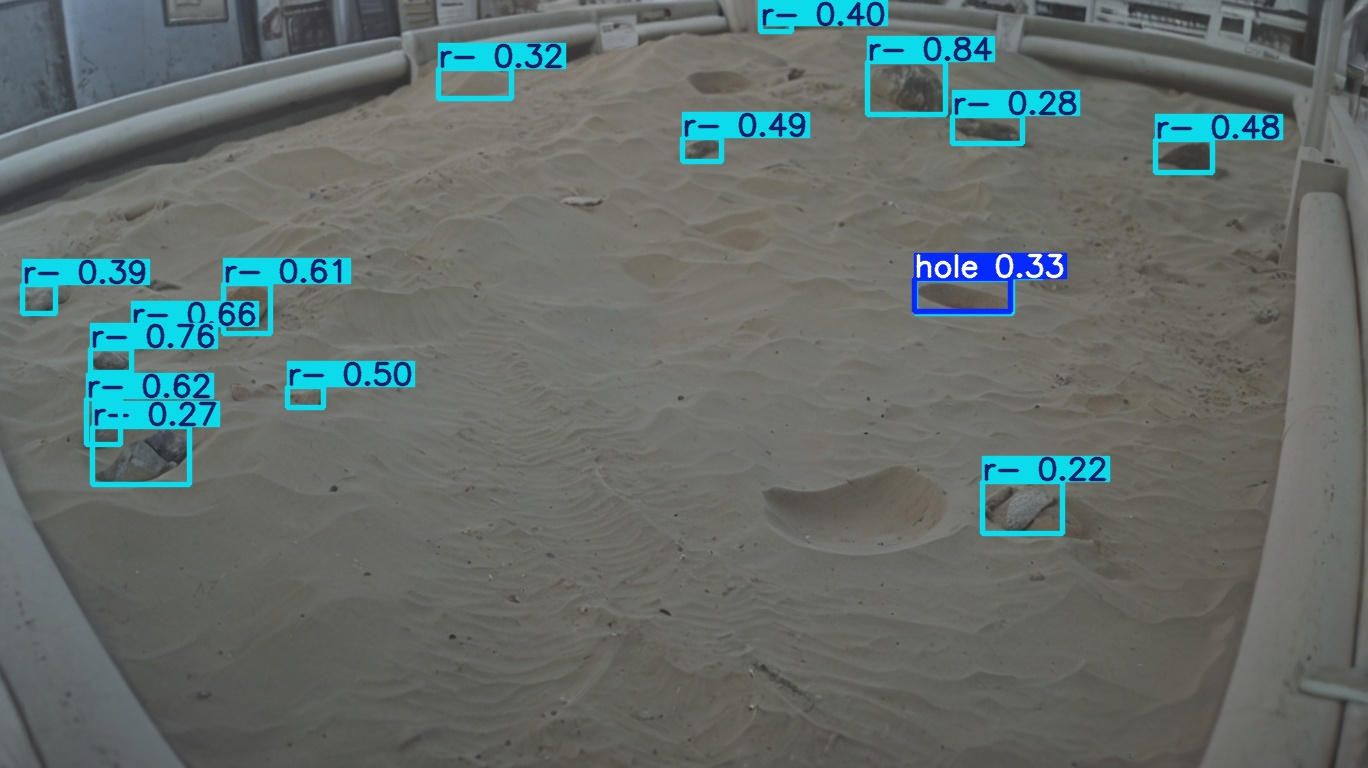 r- 0.40
r- 0.32
r- 0.84
r- 0.28
r- 0.49
r- 0.48
hole 0.33
r- 0.39
r- 0.61
r- 0.66
r- 0.76
r- 0.50
r- 0.62
r-- 0.27
r- 0.22